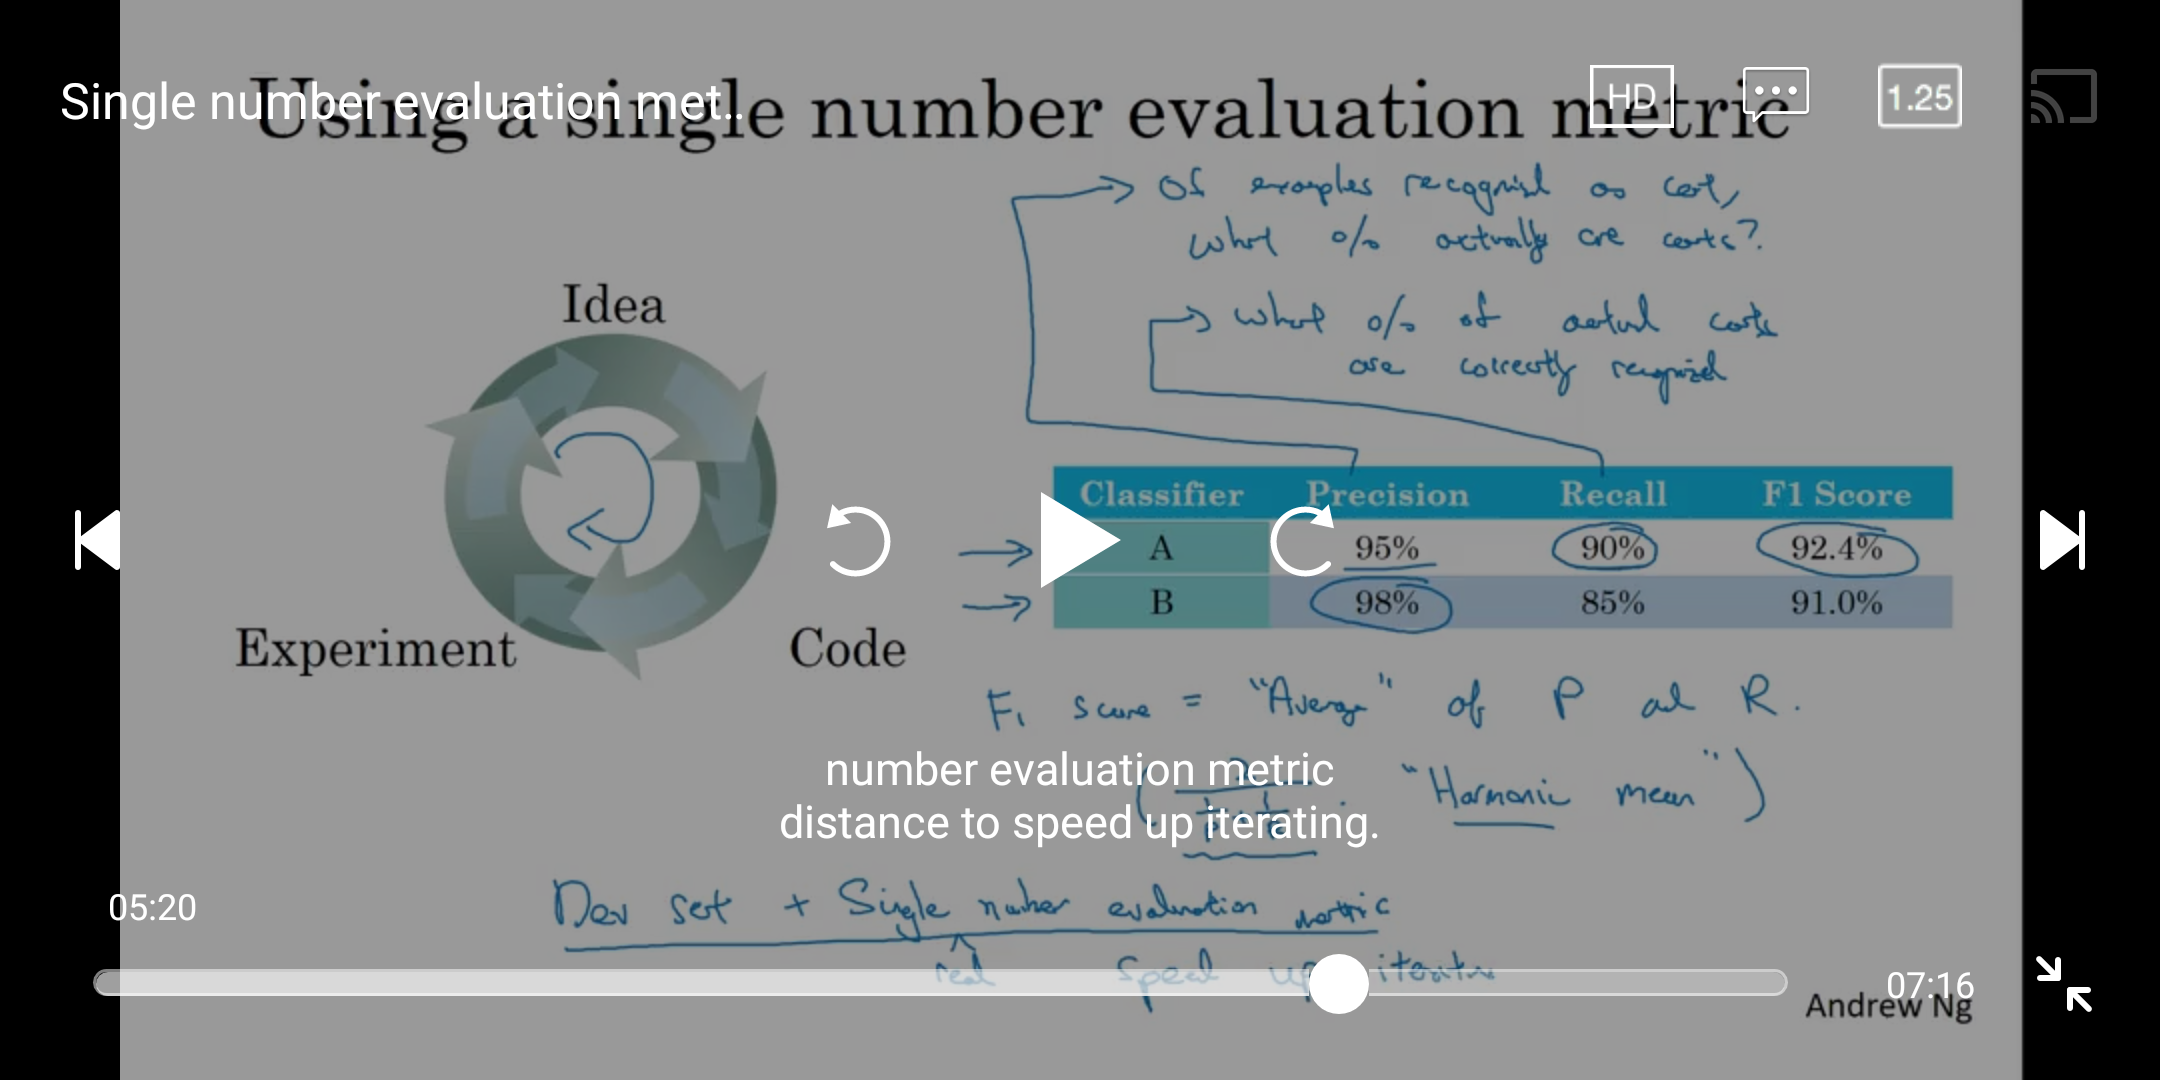 Single number evaluation met..
HD
1.25
Using a single number evaluation metric
Of examples recognized as cat,
what % actually are cats?
what % of actual cats
are correctly recognized
Idea
Experiment
Code
Classifier Precision Recall F1 Score
A 95% 90% 92.4%
B 98% 85% 91.0%
F1 score = "Average" of P and R.
"Harmonic mean")
number evaluation metric
distance to speed up iterating.
Dev set + Single number evaluation metric
real speed up
05:20
07:16
Andrew Ng